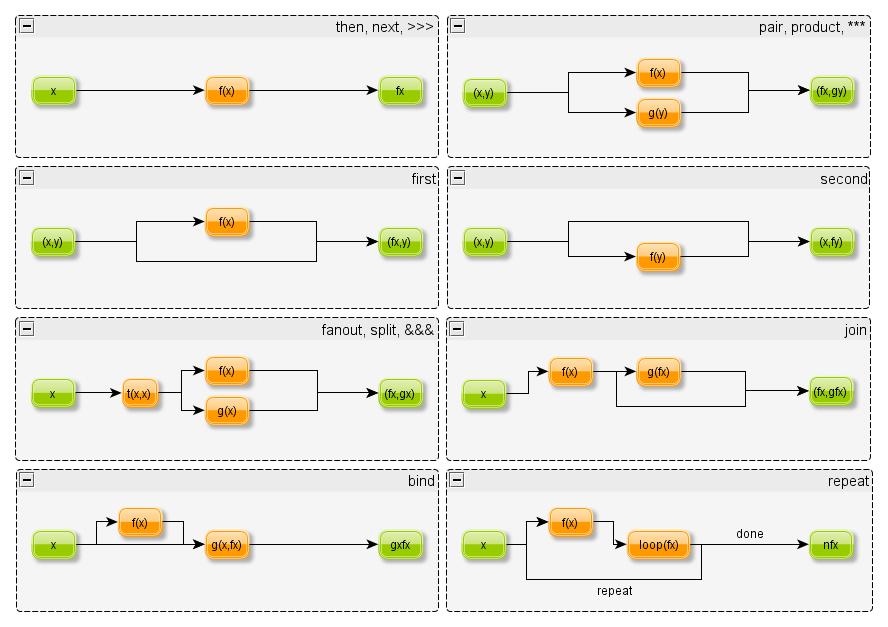 then, next, >>>
x
f(x)
fx
pair, product, ***
(x,y)
f(x)
g(y)
(fx,gy)
first
(x,y)
f(x)
(fx,y)
second
(x,y)
f(y)
(x,fy)
fanout, split, &&&
x
t(x,x)
f(x)
g(x)
(fx,gx)
join
x
f(x)
g(fx)
(fx,gfx)
bind
x
f(x)
g(x,fx)
gxfx
repeat
x
f(x)
loop(fx)
done
nfx
repeat